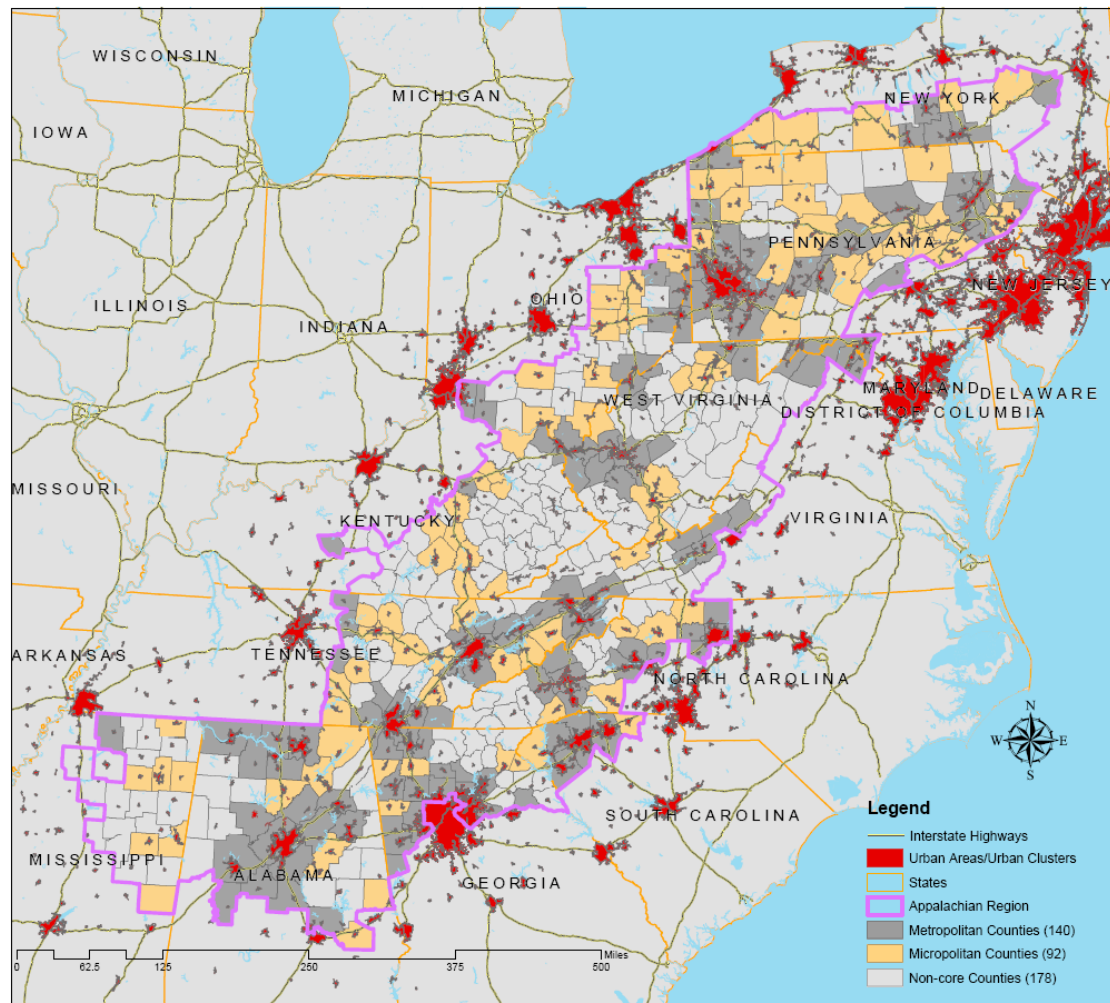 WISCONSIN
MICHIGAN
NEW YORK
IOWA
PENNSYLVANIA
NEW JERSEY
OHIO
ILLINOIS
INDIANA
MARYLAND
DELAWARE
WEST VIRGINIA
DISTRICT OF COLUMBIA
MISSOURI
KENTUCKY
VIRGINIA
ARKANSAS
TENNESSEE
NORTH CAROLINA
N
W E
S
SOUTH CAROLINA
MISSISSIPPI
ALABAMA
GEORGIA
Legend
Interstate Highways
Urban Areas/Urban Clusters
States
Appalachian Region
Metropolitan Counties (140)
Micropolitan Counties (92)
Non-core Counties (178)
Miles
0 62.5 125 250 375 500